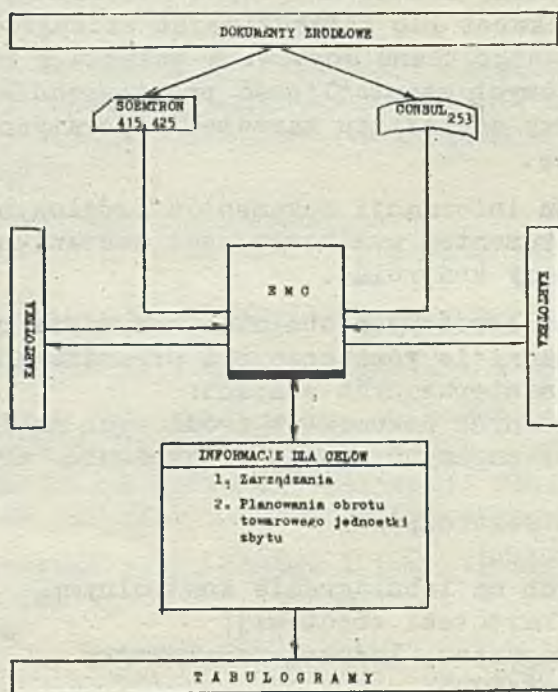 DOKUMENTY ŹRÓDŁOWE
SOEMTRON
415, 425
CONSUL 253
KARTOTEKA
E M C
KARTOTEKA
INFORMACJE DLA CELÓW
1. Zarządzania
2. Planowania obrotu
towarowego jednostki
zbytu
T A B U L O G R A M Y